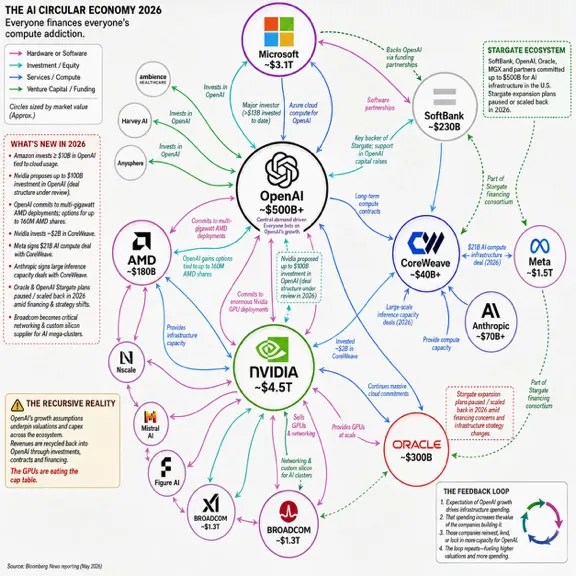 THE AI CIRCULAR ECONOMY 2026
Everyone finances everyone's
compute addiction.
Hardware or Software
Investment / Equity
Services / Compute
Venture Capital / Funding
Circles sized by market value
(Approx.)
WHAT'S NEW IN 2026
Amazon invests ≥ $10B in OpenAI
tied to cloud usage.
Nvidia proposes up to $100B
investment in OpenAI (deal
structure under review).
OpenAI commits to multi-gigawatt
AMD deployments; options for up
to 160M AMD shares.
Nvidia invests ~$2B in CoreWeave.
Meta signs $21B AI compute deal
with CoreWeave.
Anthropic signs large inference
capacity deals with CoreWeave.
Oracle & OpenAI Stargate plans
paused / scaled back in 2026
amid financing & strategy shifts.
Broadcom becomes critical
networking & custom silicon
supplier for AI mega-clusters.
THE RECURSIVE REALITY
OpenAI's growth assumptions
underpin valuations and capex
across the ecosystem.
Revenues are recycled back
into OpenAI through investments,
contracts and financing.
The GPUs are eating the
cap table.
Source: Bloomberg News reporting (May 2026)
ambience
HEALTHCARE
Harvey AI
Anysphere
Invests in
OpenAI
Invests in
OpenAI
Invests in
OpenAI
Microsoft
~$3.1T
Major investor
(>$13B invested
to date)
Azure cloud
compute for
OpenAI
Backs OpenAI
via funding
partnerships
Software
partnerships
SoftBank
~$230B
Key backer of
Stargate; support in
OpenAI
capital raises
STARGATE ECOSYSTEM
SoftBank, OpenAI, Oracle,
MGX and partners committed
up to $500B for AI
infrastructure in the U.S.
Stargate expansion plans
paused or scaled back
in 2026.
Part of
Stargate
financing
consortium
OpenAI
~$500B+
Central demand driver.
Everyone bets on
OpenAI's growth.
Long-term
compute
contracts
AMD
~$180B
Commits to multi-
gigawatt AMD
deployments
OpenAI gains options
tied to up to 160M
AMD shares
Nvidia proposed
up to $100B
investment in
OpenAI (deal
structure under
review in 2026)
CoreWeave
~$40B+
$21B AI compute
infrastructure
deal (2026)
Meta
~$1.5T
Anthropic
~$70B+
Large-scale
inference capacity
deals (2026)
Provide compute
capacity
Commits to
enormous Nvidia
GPU deployments
Provides
infrastructure
capacity
Invested
~$2B in
CoreWeave
NVIDIA
~$4.5T
Continues massive
cloud commitments
Nscale
Mistral
AI
Figure AI
Sells
GPUs
& networking
Provides GPUs
at scale
Networking &
custom silicon
for AI clusters
Stargate expansion
plans paused / scaled
back in 2026 amid
financing concerns and
infrastructure strategy
changes.
Part of
Stargate
financing
consortium
ORACLE
~$300B
xI
BROADCOM
~$1.3T
BROADCOM
~$1.3T
THE FEEDBACK LOOP
1. Expectation of OpenAI growth
drives infrastructure spending.
2. That spending increases the value
of the companies building it.
3. Those companies reinvest, lend,
or lock in more capacity for OpenAI.
4. The loop repeats—fueling higher
valuations and more spending.